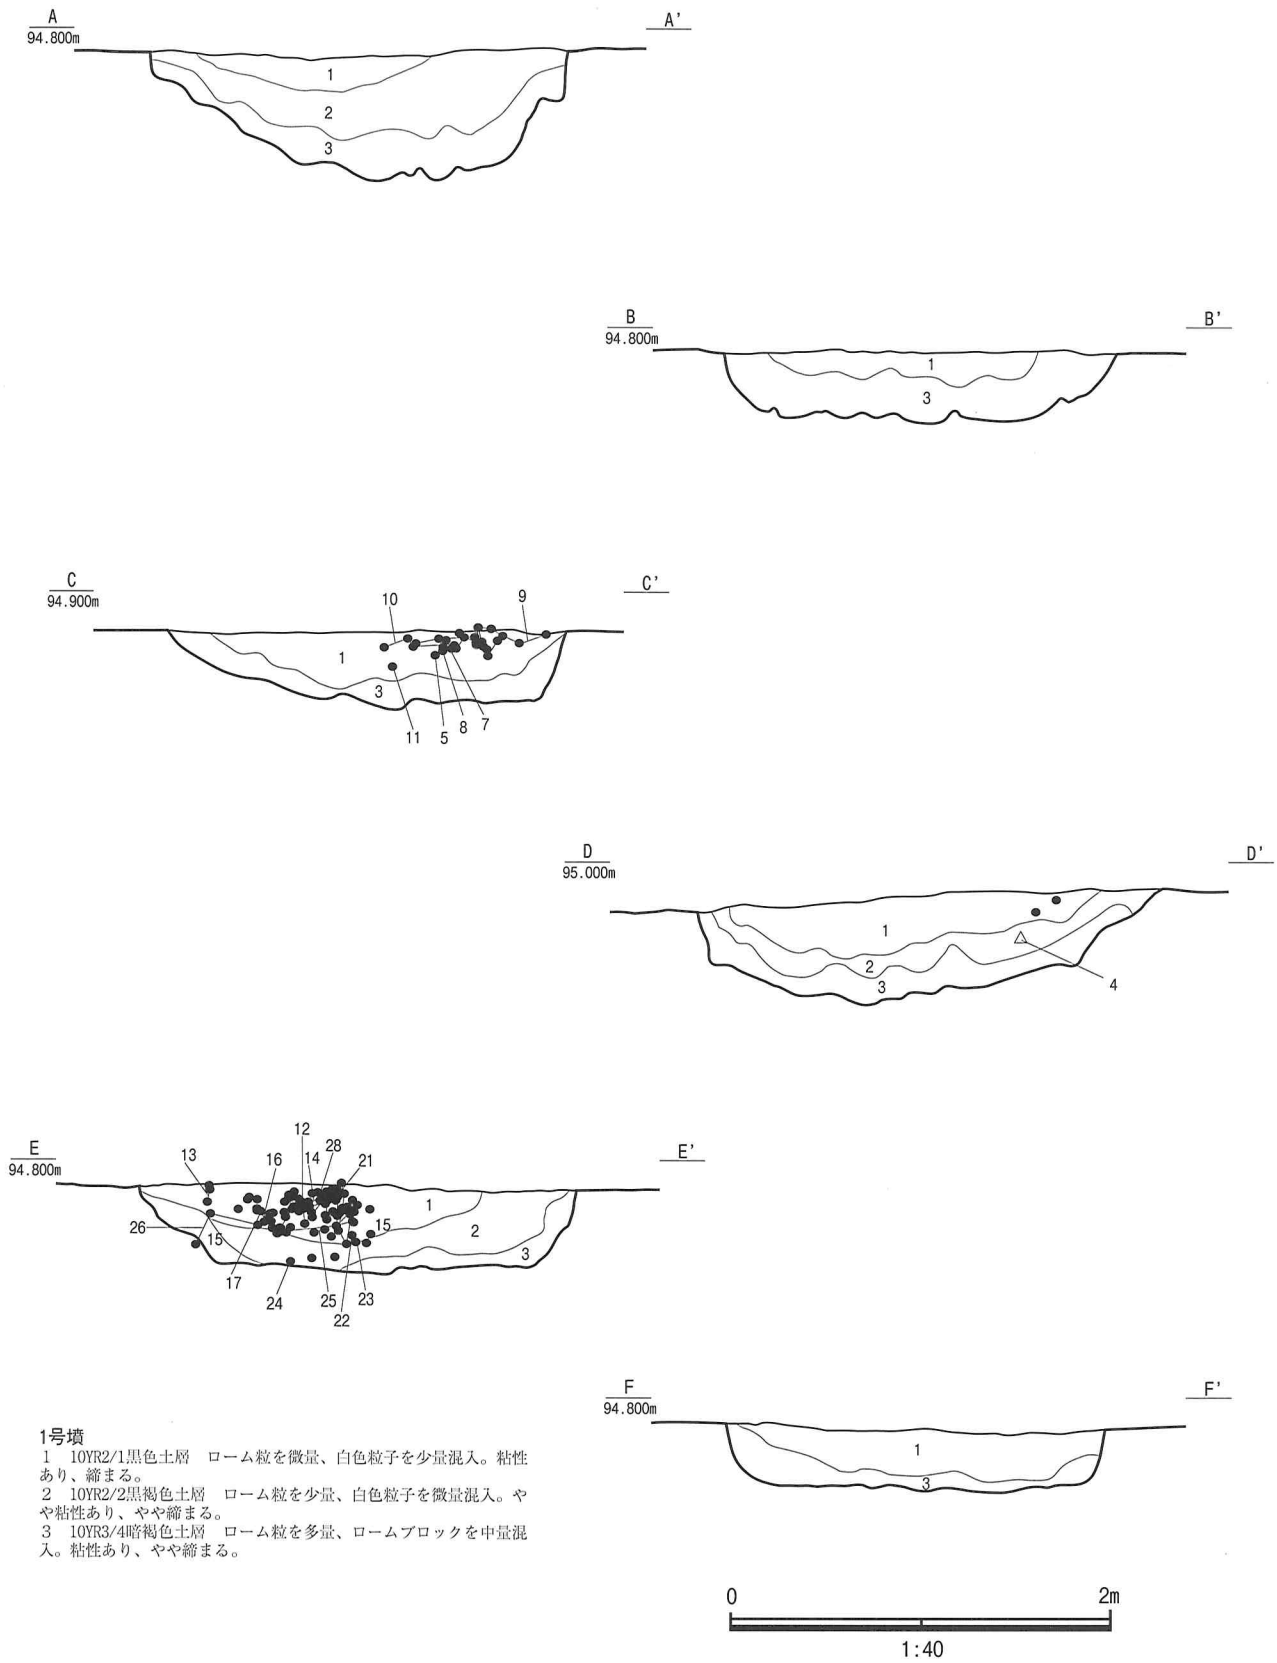 A
94.800m
A'
1
2
3
B
94.800m
B'
1
3
C
94.900m
C'
10
9
1
3
11
5
8
7
D
95.000m
D'
1
2
3
4
E
94.800m
E'
12
13
16
14
28
21
1
15
2
26
15
3
17
24
25
23
22
F
94.800m
F'
1
3
1号墳
1 10YR2/1黒色土層 ローム粒を微量、白色粒子を少量混入。粘性
あり、締まる。
2 10YR2/2黒褐色土層 ローム粒を少量、白色粒子を微量混入。や
や粘性あり、やや締まる。
3 10YR3/4暗褐色土層 ローム粒を多量、ロームブロックを中量混
入。粘性あり、やや締まる。
0
2m
1:40